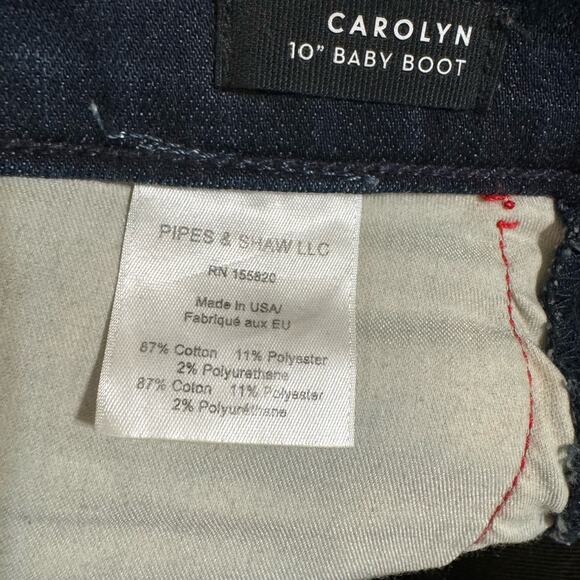 CAROLYN
10" BABY BOOT
PIPES & SHAW LLC
RN 155820
Made in USA/
Fabriqué aux EU
87% Cotton 11% Polyester
2% Polyurethane
87% Coton 11% Polyester
2% Polyuréthane